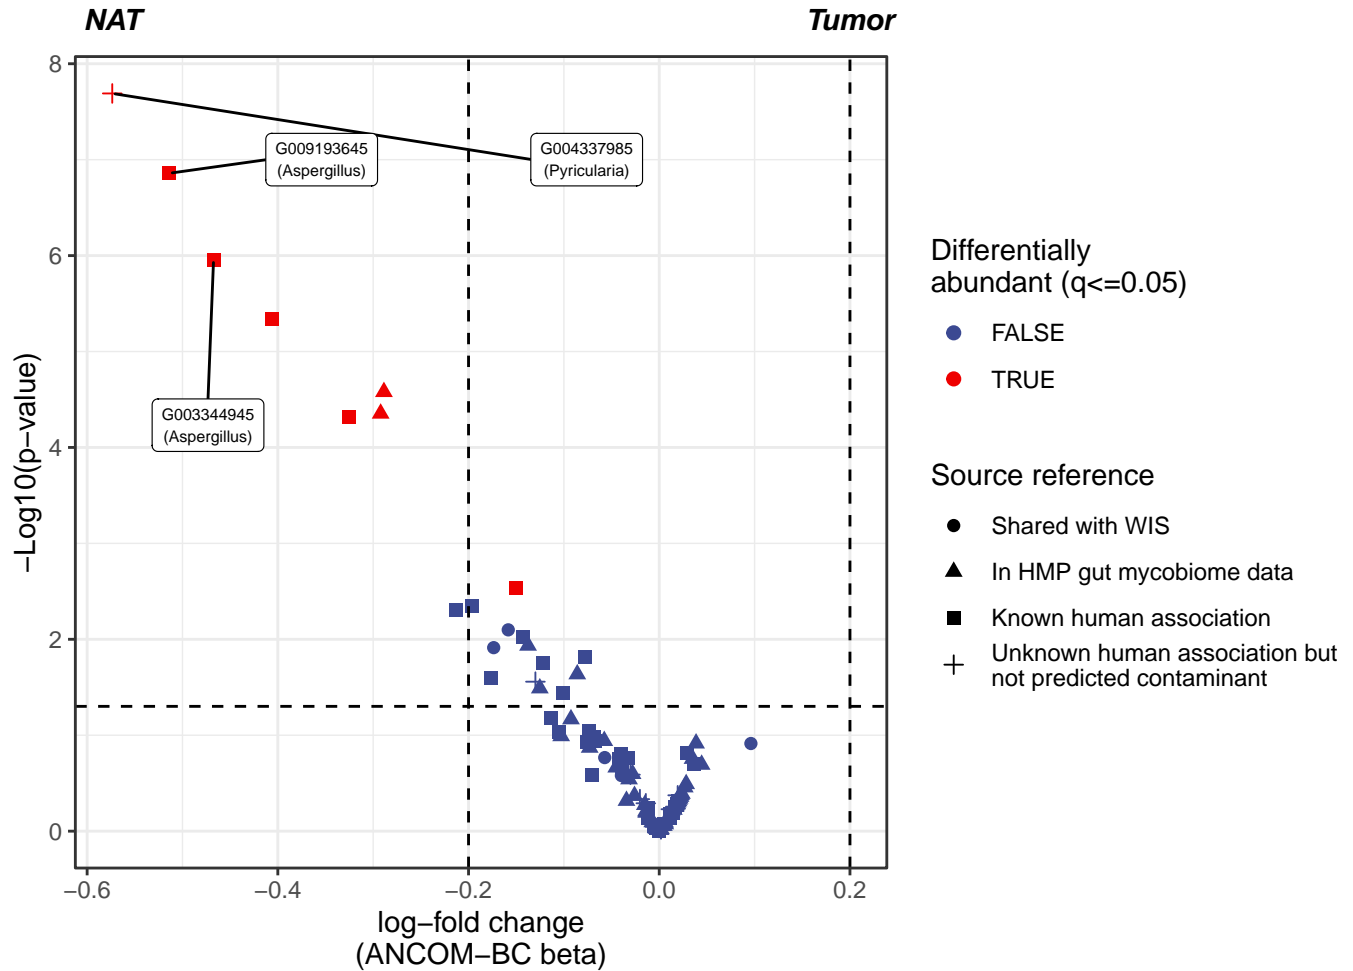 NAT
Tumor
8
6
4
2
0
−0.6
−0.4
−0.2
0.0
0.2
−Log10(p−value)
log−fold change
(ANCOM−BC beta)
G009193645
(Aspergillus)
G004337985
(Pyricularia)
G003344945
(Aspergillus)
Differentially
abundant (q<=0.05)
FALSE
TRUE
Source reference
Shared with WIS
In HMP gut mycobiome data
Known human association
Unknown human association but
not predicted contaminant